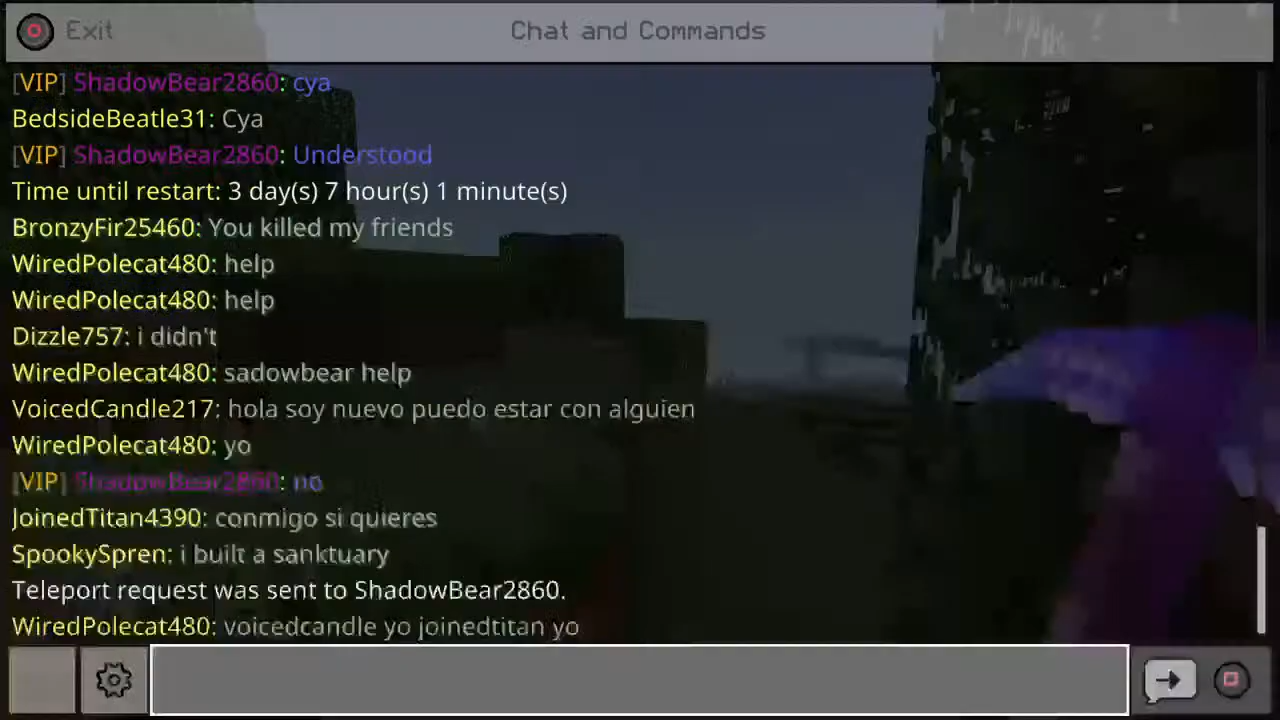 Exit
Chat and Commands
[VIP] ShadowBear2860: cya
BedsideBeatle31: Cya
[VIP] ShadowBear2860: Understood
Time until restart: 3 day(s) 7 hour(s) 1 minute(s)
BronzyFir25460: You killed my friends
WiredPolecat480: help
WiredPolecat480: help
Dizzle757: i didn't
WiredPolecat480: sadowbear help
VoicedCandle217: hola soy nuevo puedo estar con alguien
WiredPolecat480: yo
[VIP] ShadowBear2860: no
JoinedTitan4390: conmigo si quieres
SpookySpren: i built a sanktuary
Teleport request was sent to ShadowBear2860.
WiredPolecat480: voicedcandle yo joinedtitan yo